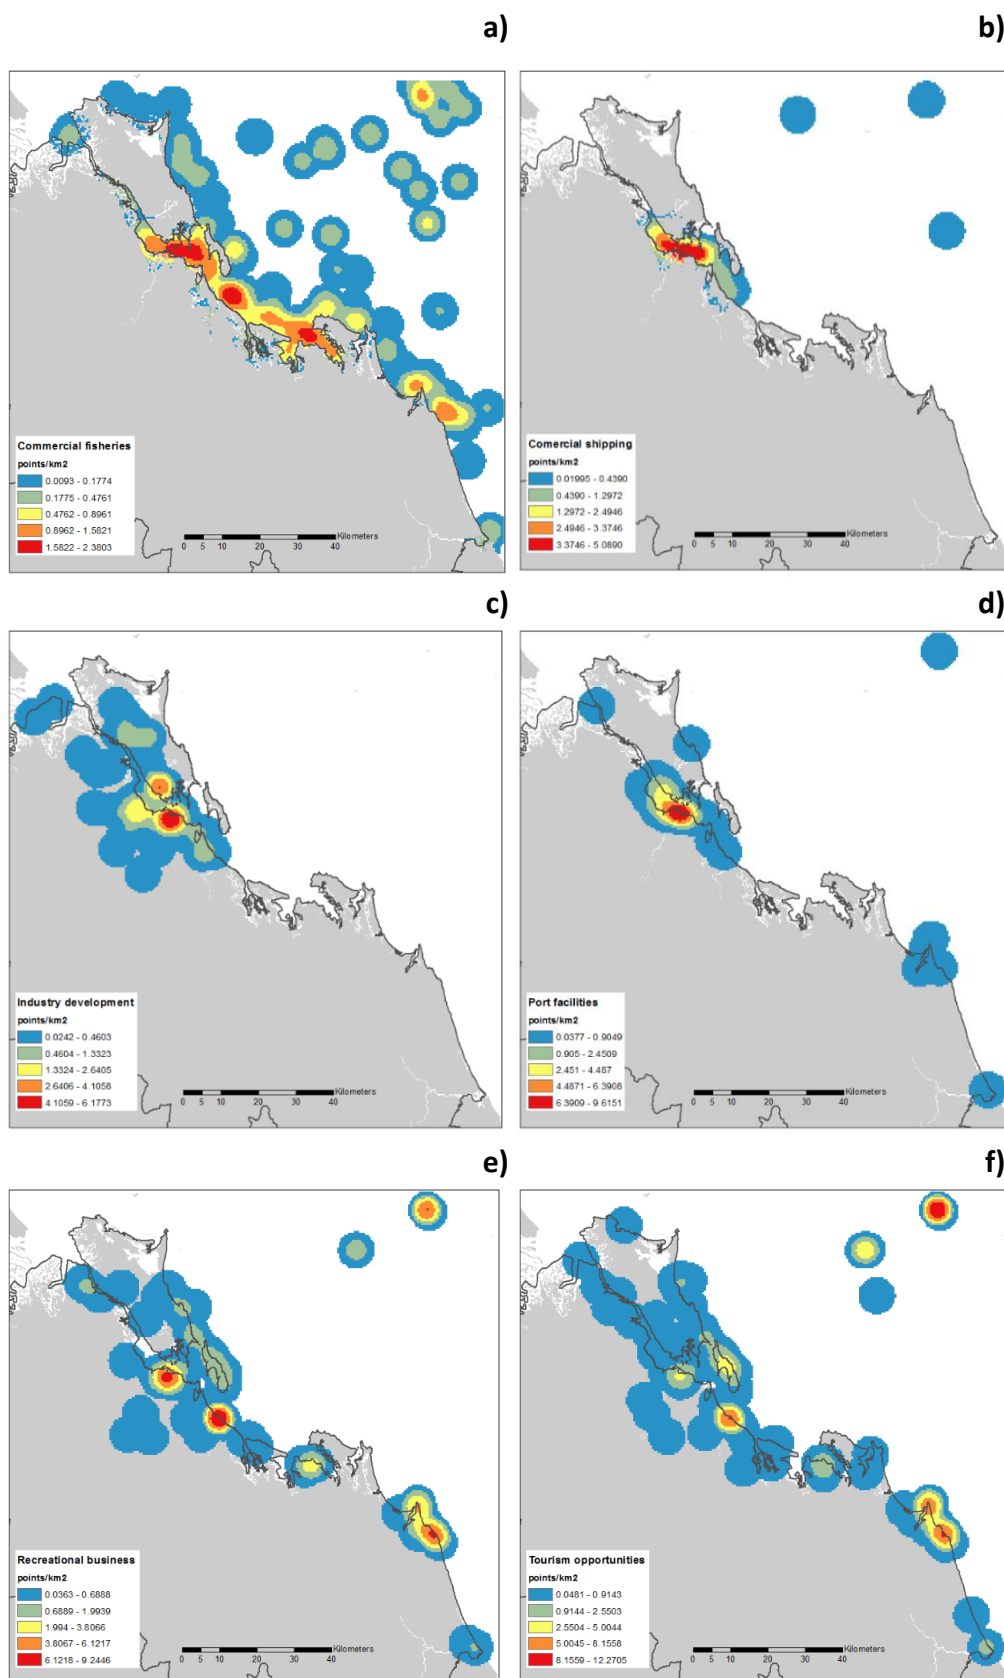 a)
b)
Commercial fisheries
points/km2
0.0093 - 0.1774
0.1775 - 0.4761
0.4762 - 0.8961
0.8962 - 1.5821
1.5822 - 2.3803
Kilometers
0 5 10 20 30 40
Comercial shipping
points/km2
0.01995 - 0.4390
0.4390 - 1.2972
1.2972 - 2.4946
2.4946 - 3.3746
3.3746 - 5.0890
Kilometers
0 5 10 20 30 40
c)
d)
Industry development
points/km2
0.0242 - 0.4603
0.4604 - 1.3323
1.3324 - 2.6405
2.6406 - 4.1058
4.1059 - 6.1773
Kilometers
0 5 10 20 30 40
Port facilities
points/km2
0.0377 - 0.9049
0.905 - 2.4509
2.451 - 4.487
4.4871 - 6.3908
6.3909 - 9.6151
Kilometers
0 5 10 20 30 40
e)
f)
Recreational business
points/km2
0.0363 - 0.6888
0.6889 - 1.9939
1.994 - 3.8066
3.8067 - 6.1217
6.1218 - 9.2446
Kilometers
0 5 10 20 30 40
Tourism opportunities
points/km2
0.0481 - 0.9143
0.9144 - 2.5503
2.5504 - 5.0044
5.0045 - 8.1558
8.1559 - 12.2705
Kilometers
0 5 10 20 30 40